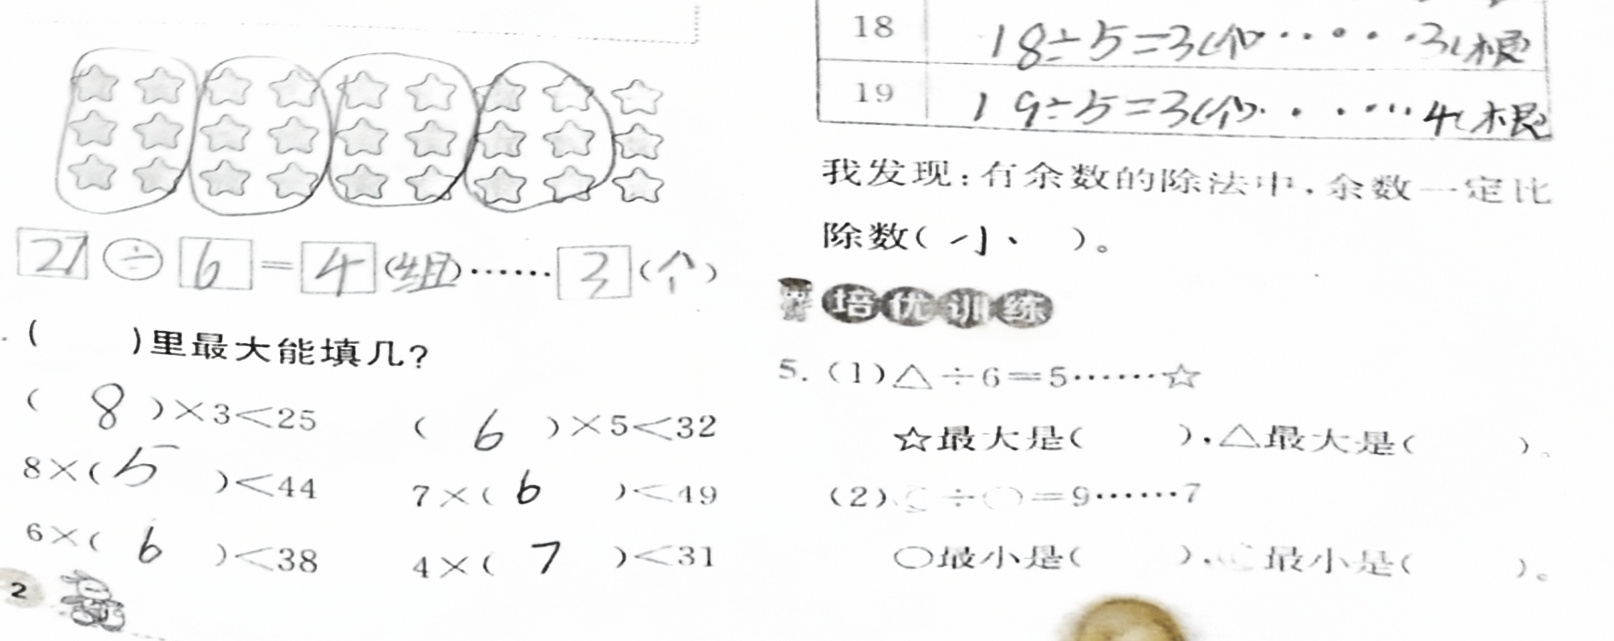 27 ÷ 6 = 4 (组)…… 3 (个)
( )里最大能填几?
( 8 )×3<25 ( 6 )×5<32
8×( 5 )<44 7×( 6 )<49
6×( 6 )<38 4×( 7 )<31
2
18 18÷5=3(个)……3(根)
19 19÷5=3(个)……4(根)
我发现:有余数的除法中,余数一定比
除数( 小 )。
培优训练
5.(1)△÷6=5……☆
☆最大是( ),△最大是( )。
(2) ÷○=9……7
○最小是( ), 最小是( )。